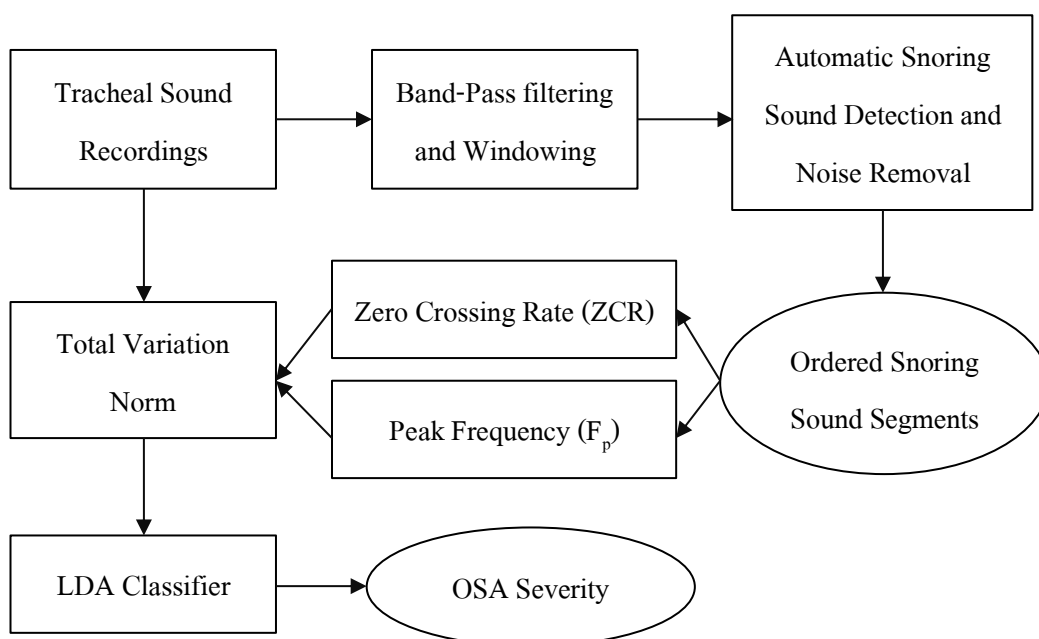 Tracheal Sound
Recordings
Band-Pass filtering
and Windowing
Automatic Snoring
Sound Detection and
Noise Removal
Zero Crossing Rate (ZCR)
Total Variation
Norm
Ordered Snoring
Sound Segments
Peak Frequency (Fp)
LDA Classifier
OSA Severity